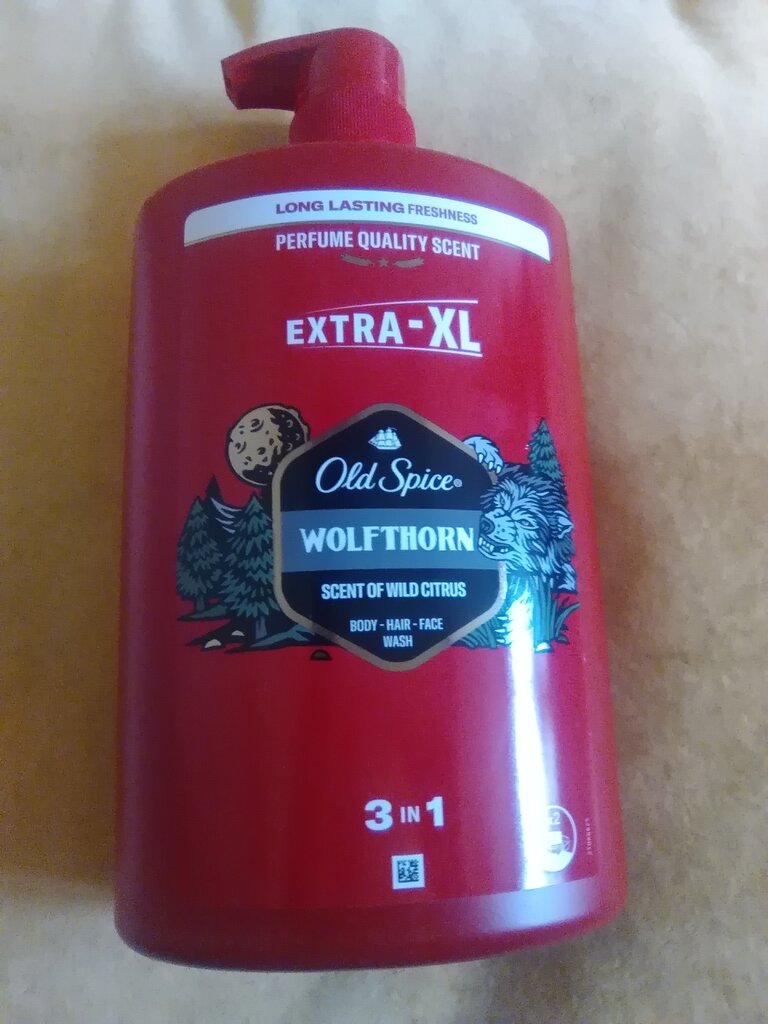 LONG LASTING FRESHNESS
PERFUME QUALITY SCENT
EXTRA-XL
Old Spice®
WOLFTHORN
SCENT OF WILD CITRUS
BODY - HAIR - FACE
WASH
3 IN 1